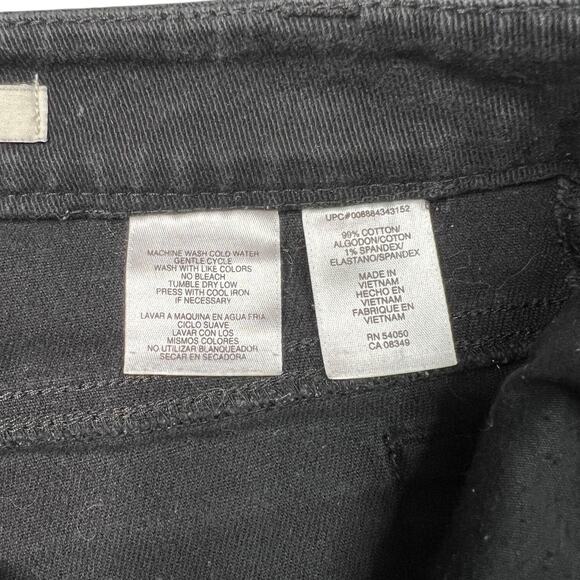 MACHINE WASH COLD WATER
GENTLE CYCLE
WASH WITH LIKE COLORS
NO BLEACH
TUMBLE DRY LOW
PRESS WITH COOL IRON
IF NECESSARY
LAVAR A MAQUINA EN AGUA FRIA
CICLO SUAVE
LAVAR CON LOS
MISMOS COLORES
NO UTILIZAR BLANQUEADOR
SECAR EN SECADORA
UPC#008884343152
99% COTTON/
ALGODON/COTON
1% SPANDEX/
ELASTANO/SPANDEX
MADE IN
VIETNAM
HECHO EN
VIETNAM
FABRIQUE EN
VIETNAM
RN 54050
CA 08349